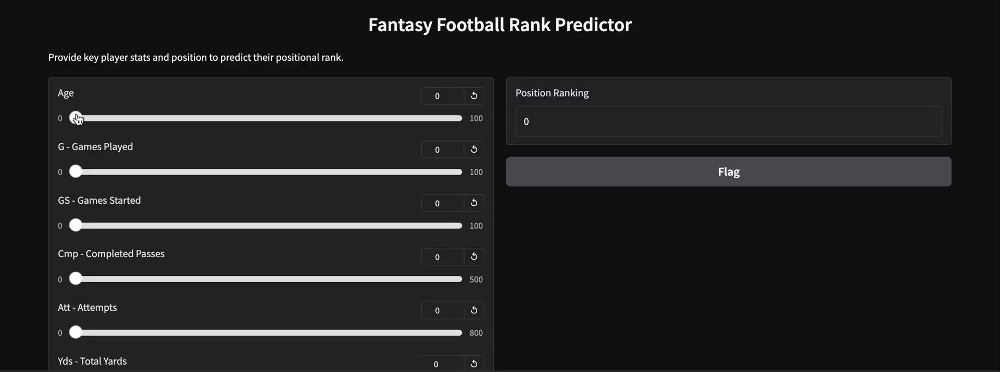 Fantasy Football Rank Predictor
Provide key player stats and position to predict their positional rank.
Age
0
0
100
G - Games Played
0
0
100
GS - Games Started
0
0
100
Cmp - Completed Passes
0
0
500
Att - Attempts
0
0
800
Yds - Total Yards
0
Position Ranking
0
Flag